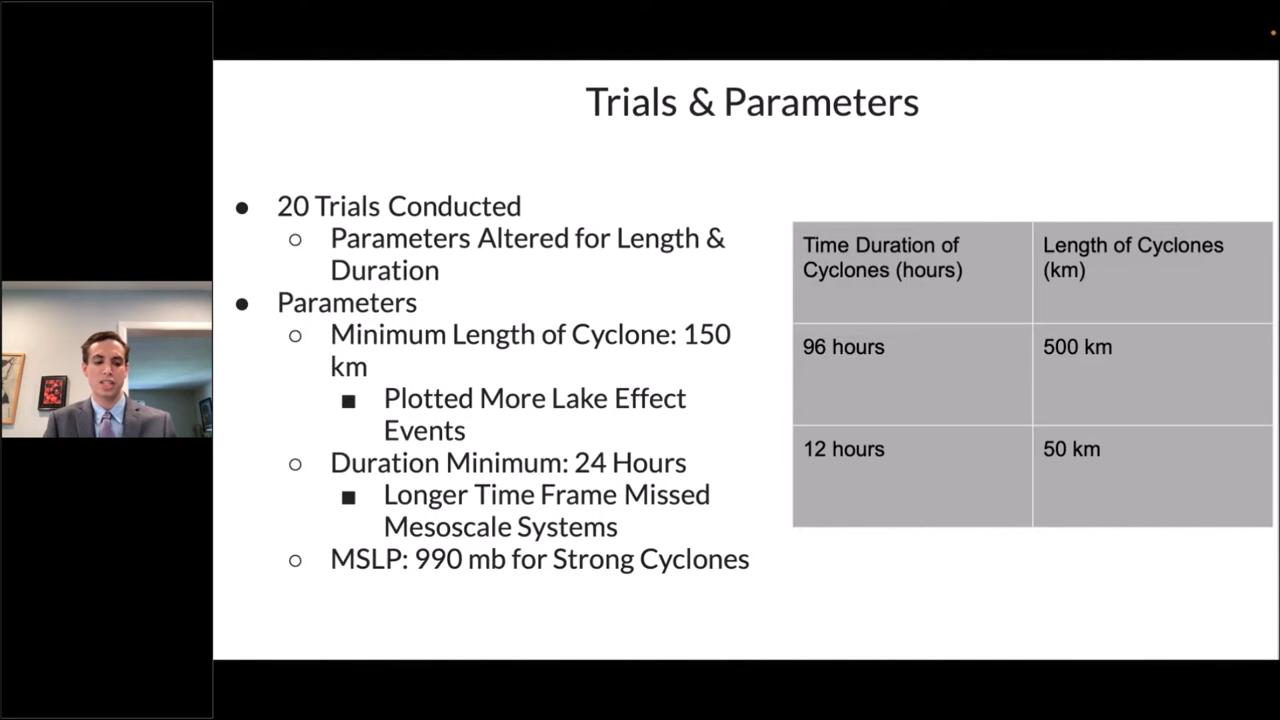 Trials & Parameters
● 20 Trials Conducted
○ Parameters Altered for Length &
Duration
● Parameters
○ Minimum Length of Cyclone: 150
km
■ Plotted More Lake Effect
Events
○ Duration Minimum: 24 Hours
■ Longer Time Frame Missed
Mesoscale Systems
○ MSLP: 990 mb for Strong Cyclones
Time Duration of
Cyclones (hours)
Length of Cyclones
(km)
96 hours
500 km
12 hours
50 km